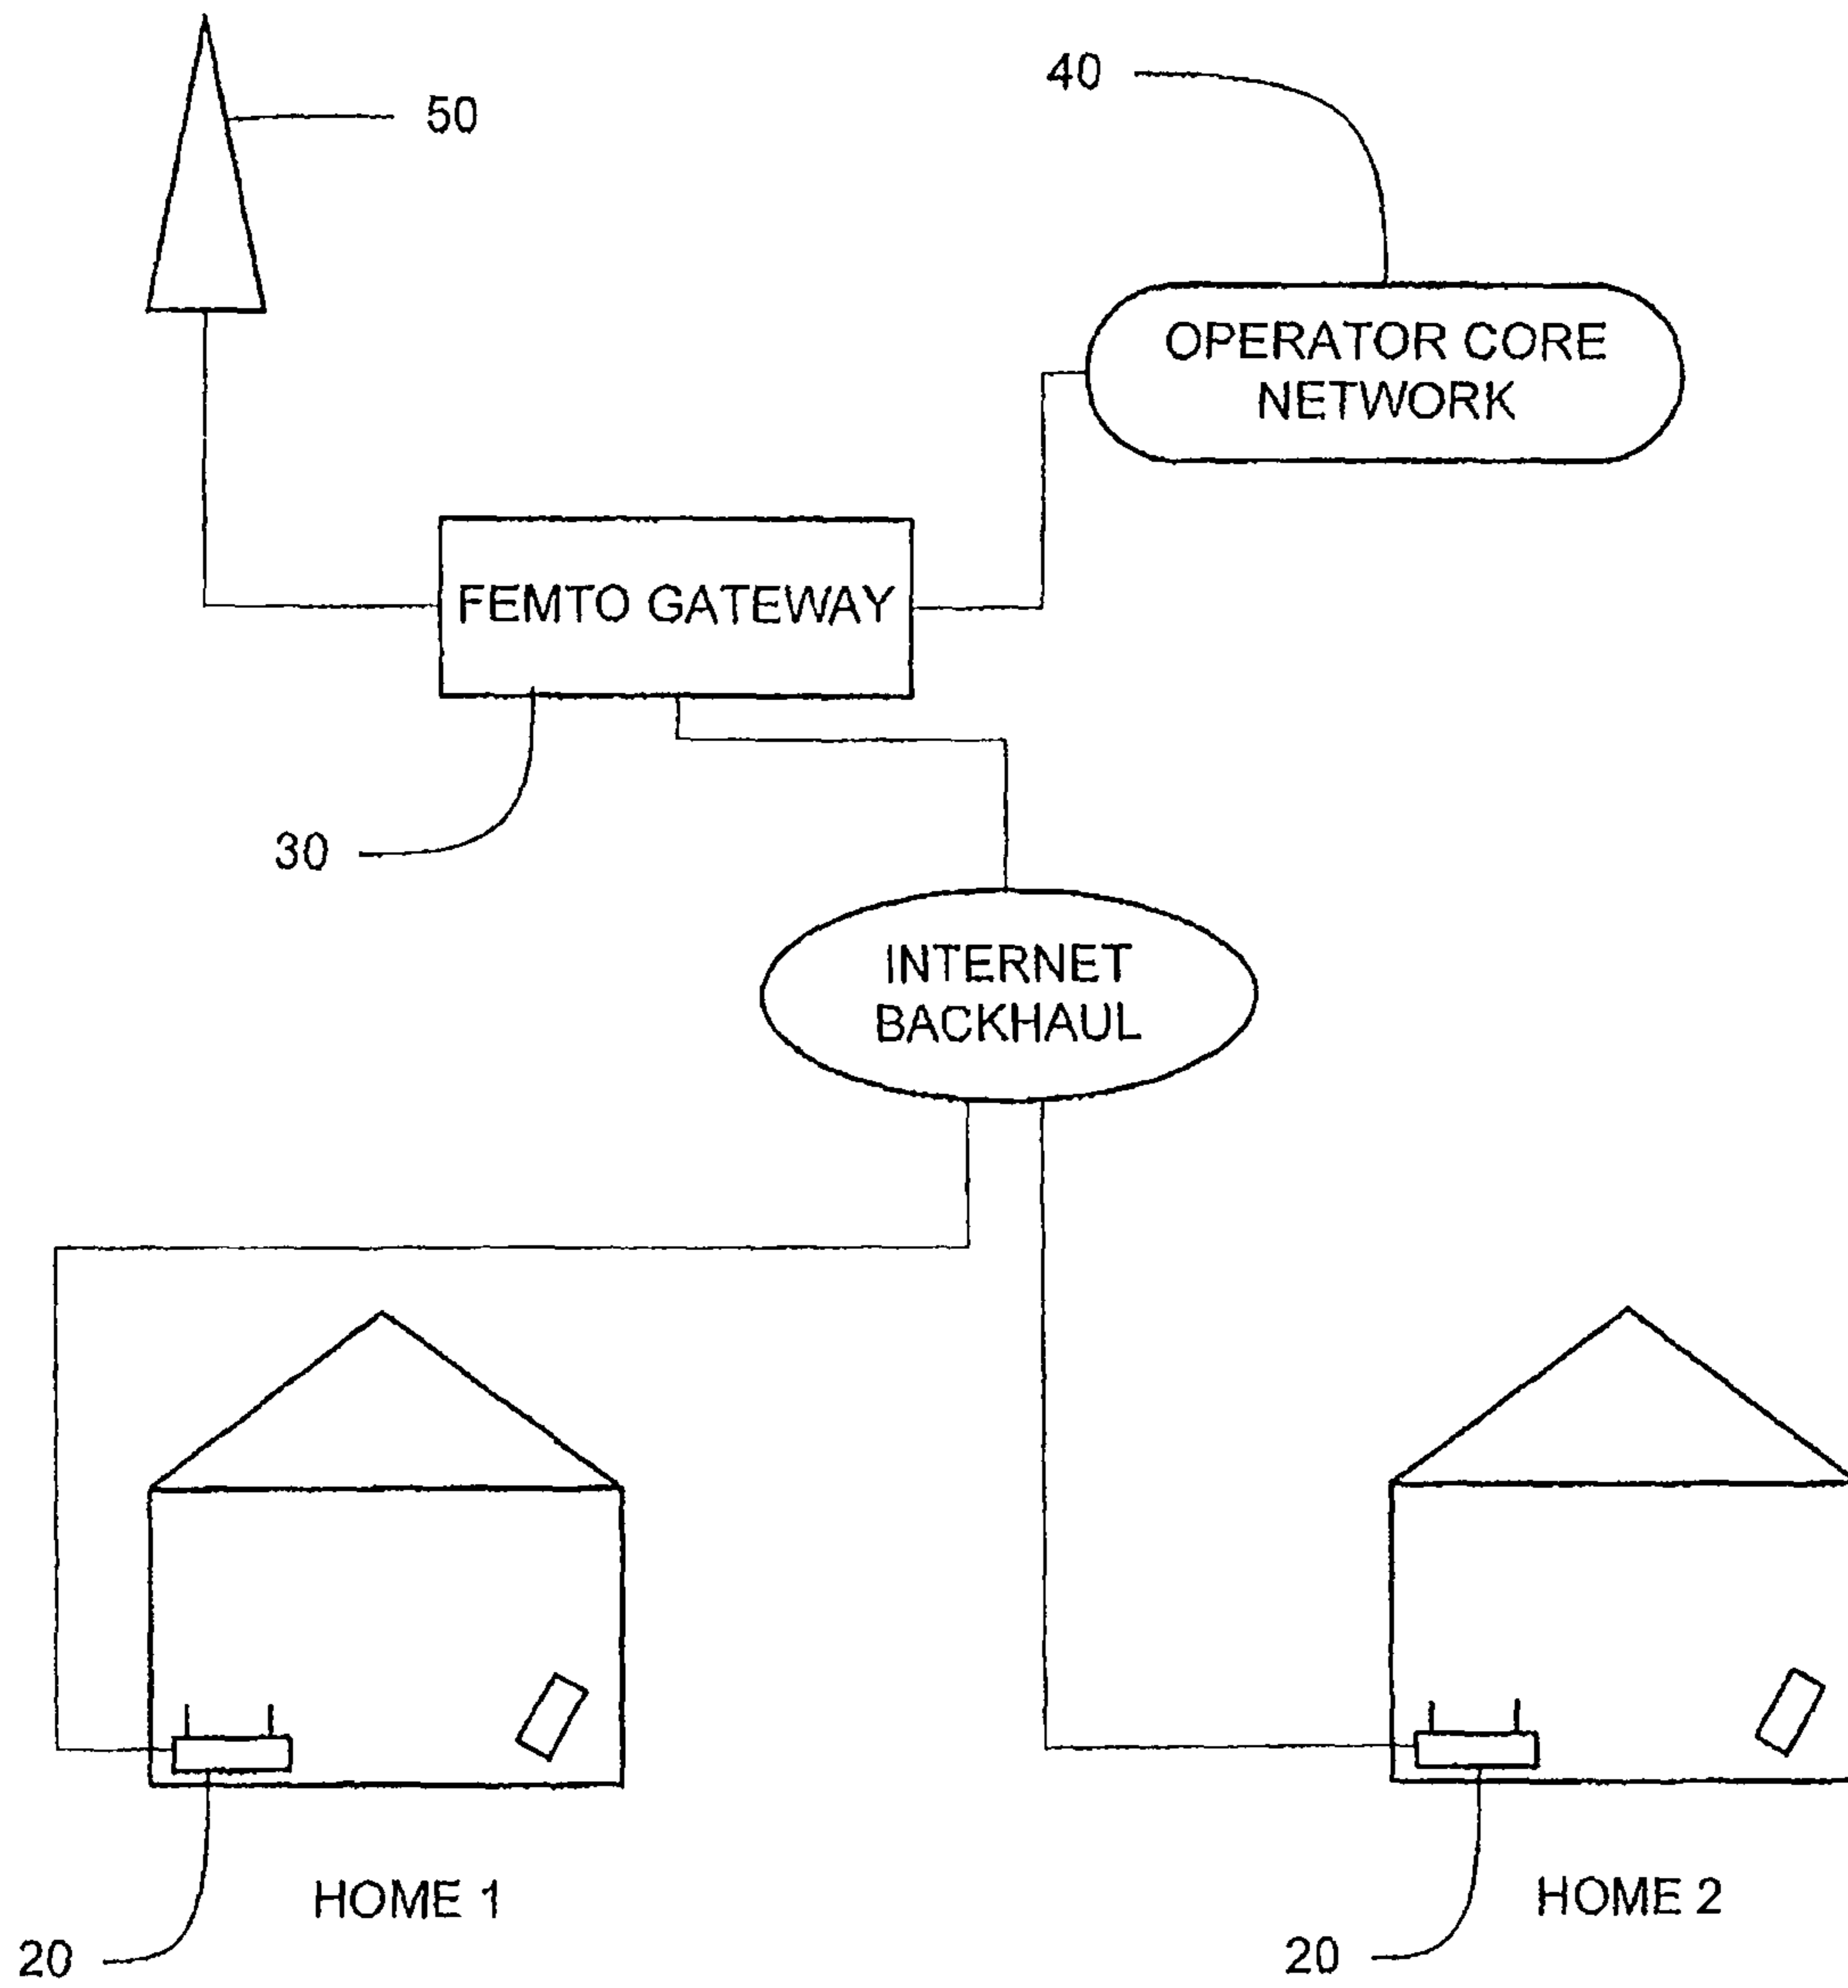 40
50
OPERATOR CORE
NETWORK
FEMTO GATEWAY
30
INTERNET
BACKHAUL
HOME 1
HOME 2
20
20